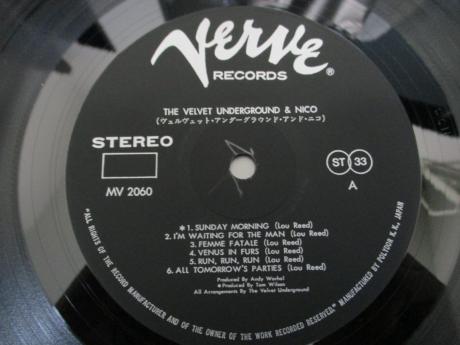 Verve
RECORDS ®
THE VELVET UNDERGROUND & NICO
(ヴェルヴェット・アンダーグラウンド・アンド・ニコ)
STEREO
ST 33
MV 2060
A
*1. SUNDAY MORNING (Lou Reed)
2. I'M WAITING FOR THE MAN (Lou Reed)
3. FEMME FATALE (Lou Reed)
4. VENUS IN FURS (Lou Reed)
5. RUN, RUN, RUN (Lou Reed)
6. ALL TOMORROW'S PARTIES (Lou Reed)
Produced by Andy Warhol
*Produced by Tom Wilson
All Arrangements By The Velvet Underground
"ALL RIGHTS OF THE RECORD MANUFACTURER AND OF THE OWNER OF THE WORK RECORDED RESERVED." MANUFACTURED BY POLYDOR K.K., JAPAN